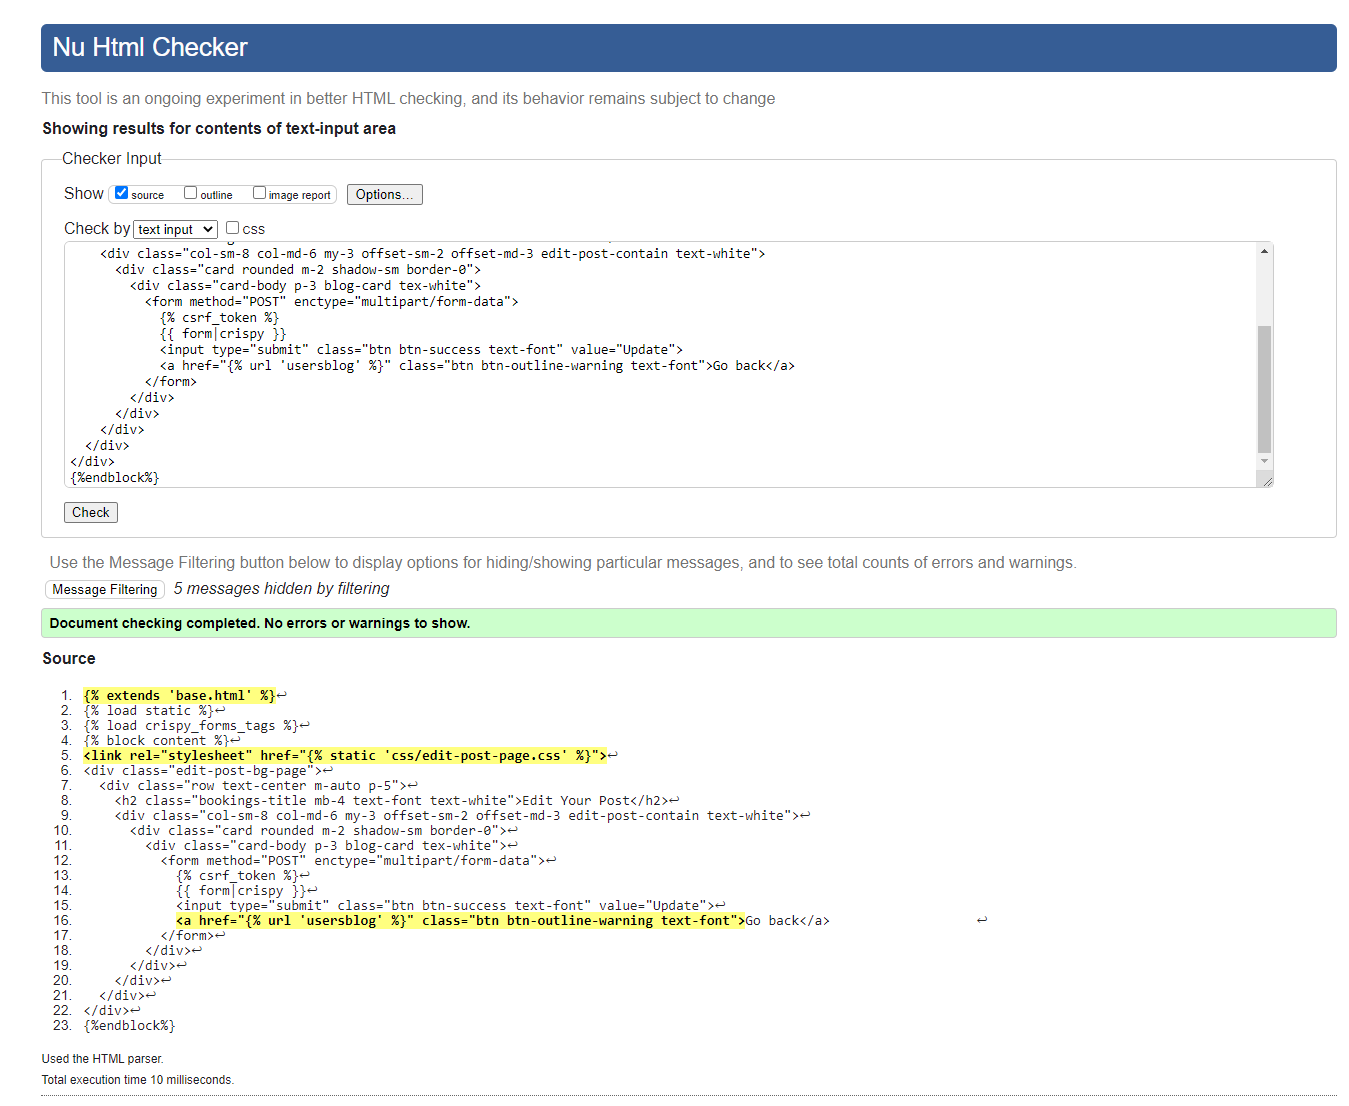 Nu Html Checker
This tool is an ongoing experiment in better HTML checking, and its behavior remains subject to change
Showing results for contents of text-input area
Checker Input
Show source outline image report Options...
Check by text input css
<div class="col-sm-8 col-md-6 my-3 offset-sm-2 offset-md-3 edit-post-contain text-white">
<div class="card rounded m-2 shadow-sm border-0">
<div class="card-body p-3 blog-card tex-white">
<form method="POST" enctype="multipart/form-data">
{% csrf_token %}
{{ form|crispy }}
<input type="submit" class="btn btn-success text-font" value="Update">
<a href="{% url 'usersblog' %}" class="btn btn-outline-warning text-font">Go back</a>
</form>
</div>
</div>
</div>
</div>
</div>
{%endblock%}
Check
Use the Message Filtering button below to display options for hiding/showing particular messages, and to see total counts of errors and warnings.
Message Filtering 5 messages hidden by filtering
Document checking completed. No errors or warnings to show.
Source
1. {% extends 'base.html' %}↩
2. {% load static %}↩
3. {% load crispy_forms_tags %}↩
4. {% block content %}↩
5. <link rel="stylesheet" href="{% static 'css/edit-post-page.css' %}">↩
6. <div class="edit-post-bg-page">↩
7. <div class="row text-center m-auto p-5">↩
8. <h2 class="bookings-title mb-4 text-font text-white">Edit Your Post</h2>↩
9. <div class="col-sm-8 col-md-6 my-3 offset-sm-2 offset-md-3 edit-post-contain text-white">↩
10. <div class="card rounded m-2 shadow-sm border-0">↩
11. <div class="card-body p-3 blog-card tex-white">↩
12. <form method="POST" enctype="multipart/form-data">↩
13. {% csrf_token %}↩
14. {{ form|crispy }}↩
15. <input type="submit" class="btn btn-success text-font" value="Update">↩
16. <a href="{% url 'usersblog' %}" class="btn btn-outline-warning text-font">Go back</a> ↩
17. </form>↩
18. </div>↩
19. </div>↩
20. </div>↩
21. </div>↩
22. </div>↩
23. {%endblock%}
Used the HTML parser.
Total execution time 10 milliseconds.